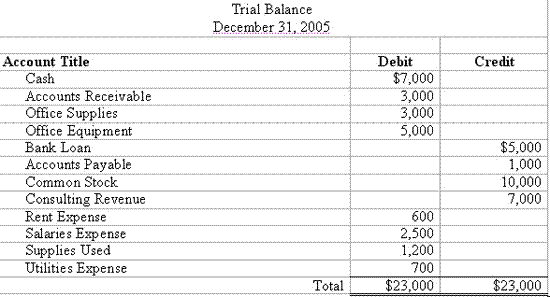 Trial Balance
December 31, 2005
Account Title Debit Credit
Cash $7,000
Accounts Receivable 3,000
Office Supplies 3,000
Office Equipment 5,000
Bank Loan $5,000
Accounts Payable 1,000
Common Stock 10,000
Consulting Revenue 7,000
Rent Expense 600
Salaries Expense 2,500
Supplies Used 1,200
Utilities Expense 700
Total $23,000 $23,000